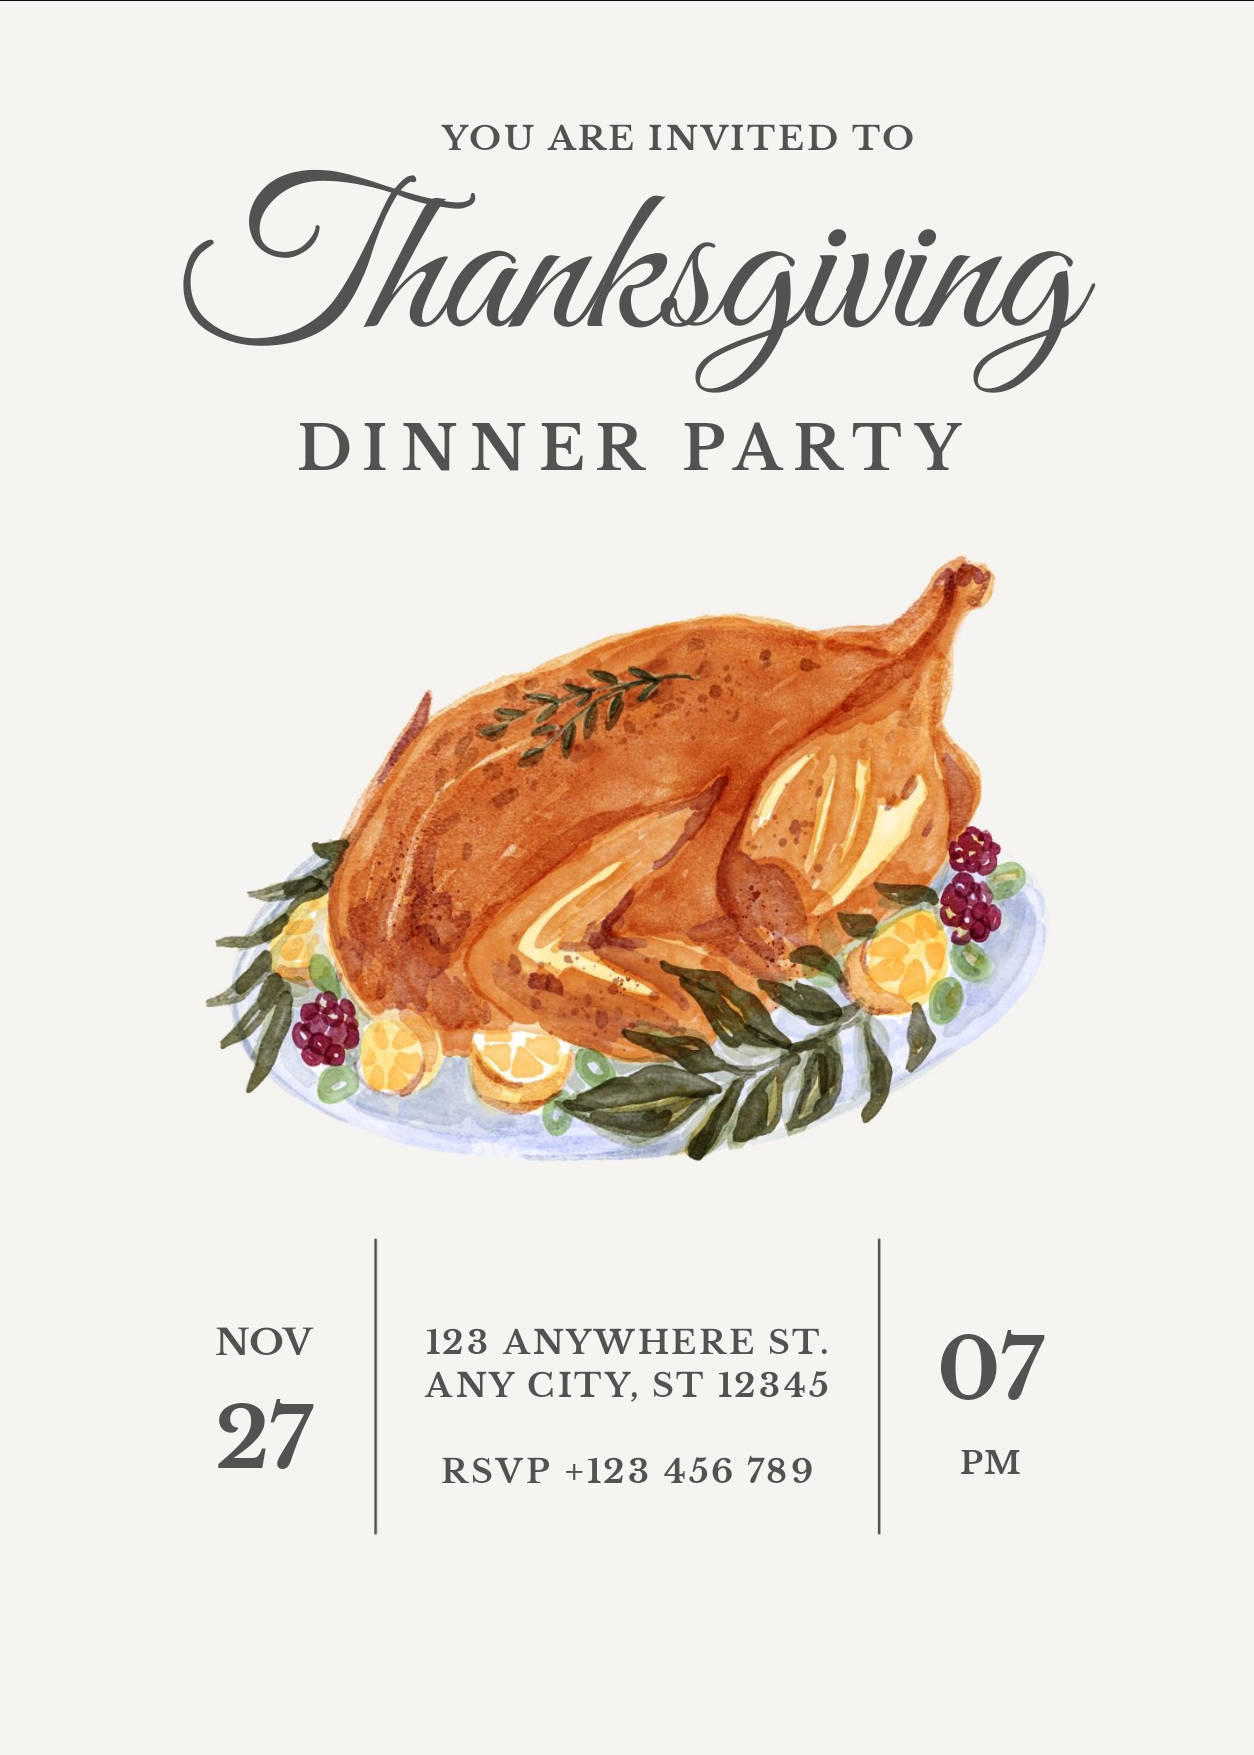 YOU ARE INVITED TO
Thanksgiving
DINNER PARTY
NOV
27
123 ANYWHERE ST.
ANY CITY, ST 12345
RSVP +123 456 789
07
PM